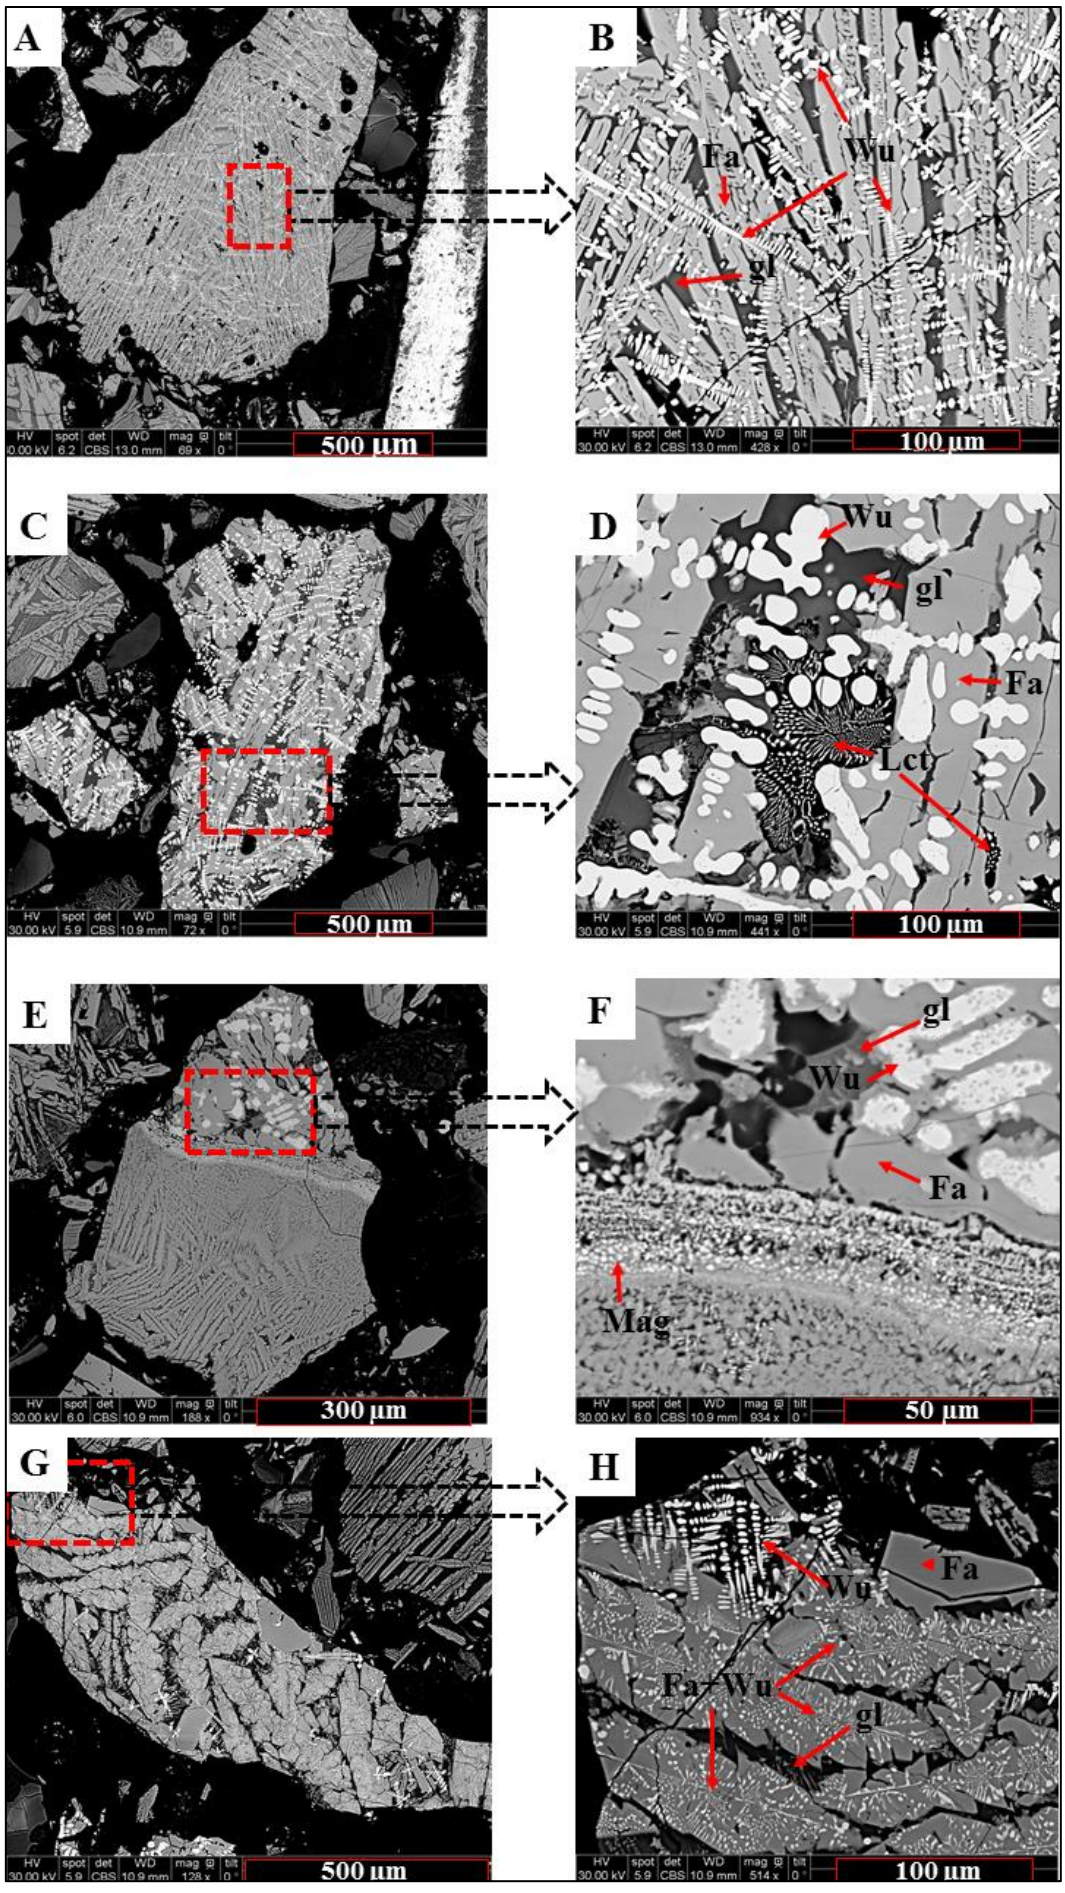 A
HV spot det WD mag tilt
0.00 kV 6.2 CBS 13.0 mm 69 x 0 °
500 µm
B
Fa
Wu
gl
HV spot det WD mag tilt
30.00 kV 6.2 CBS 13.0 mm 428 x 0 °
100 µm
C
HV spot det WD mag tilt
30.00 kV 5.9 CBS 10.9 mm 72 x 0 °
500 µm
D
Wu
gl
Fa
Lct
HV spot det WD mag tilt
30.00 kV 5.9 CBS 10.9 mm 441 x 0 °
100 µm
E
HV spot det WD mag tilt
30.00 kV 6.0 CBS 10.9 mm 188 x 0 °
300 µm
F
gl
Wu
Fa
Mag
HV spot det WD mag tilt
30.00 kV 6.0 CBS 10.9 mm 934 x 0 °
50 µm
G
HV spot det WD mag tilt
30.00 kV 5.9 CBS 10.9 mm 128 x 0 °
500 µm
H
Fa
Wu
Fa+Wu
gl
HV spot det WD mag tilt
30.00 kV 5.9 CBS 10.9 mm 514 x 0 °
100 µm